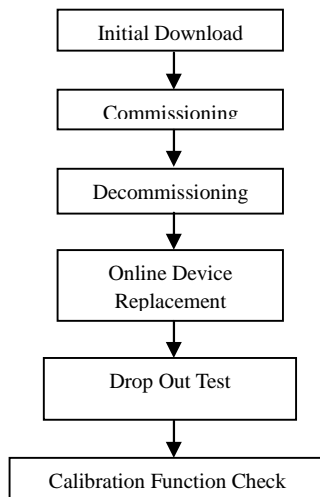 Initial Download
Commissioning
Decommissioning
Online Device
Replacement
Drop Out Test
Calibration Function Check